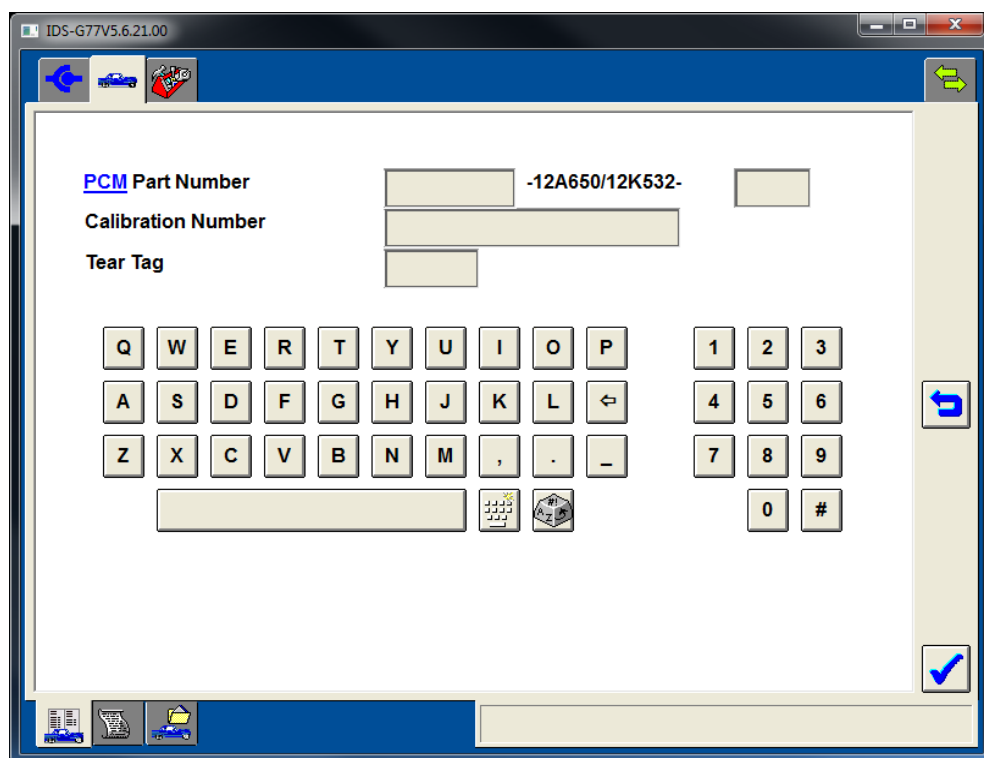 IDS-G77V5.6.21.00
PCM Part Number -12A650/12K532-
Calibration Number
Tear Tag
Q W E R T Y U I O P 1 2 3
A S D F G H J K L 4 5 6
Z X C V B N M , . _ 7 8 9
#! A Z 0 #